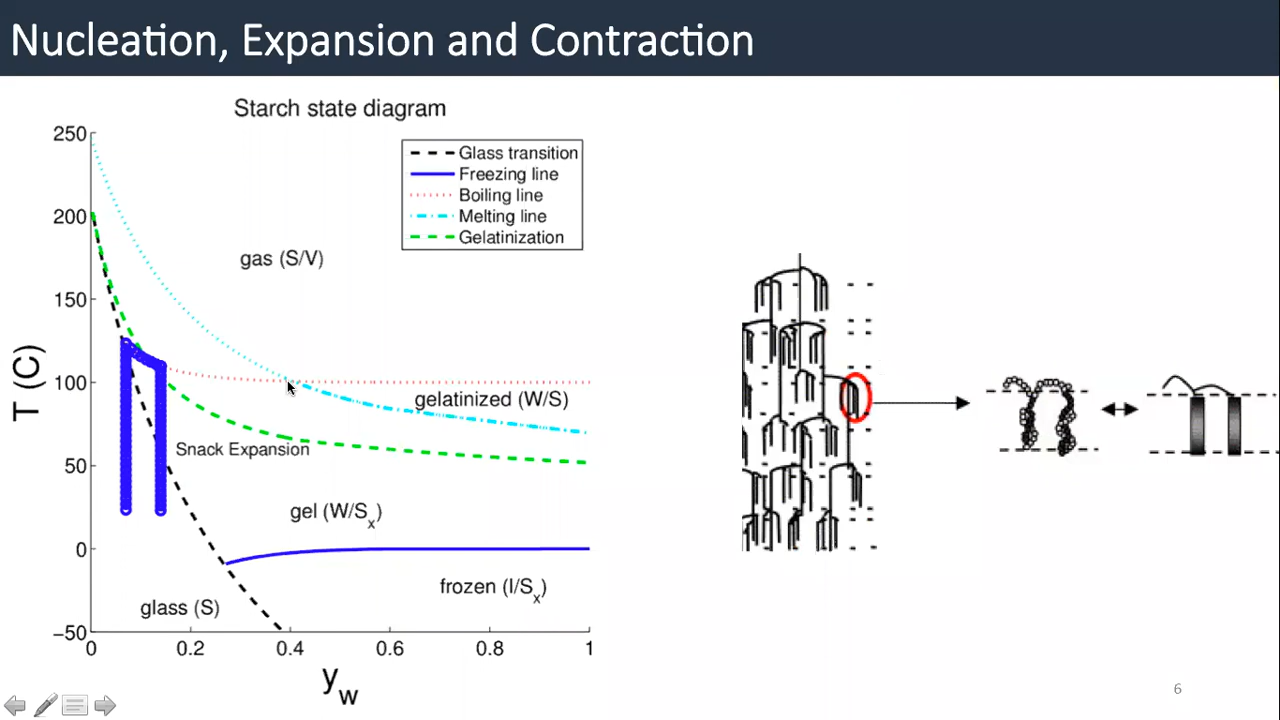 Nucleation, Expansion and Contraction
Starch state diagram
250
200
150
100
50
0
−50
T (C)
Glass transition
Freezing line
Boiling line
Melting line
Gelatinization
gas (S/V)
gelatinized (W/S)
Snack Expansion
gel (W/Sx)
frozen (I/Sx)
glass (S)
0 0.2 0.4 0.6 0.8 1
yw
6